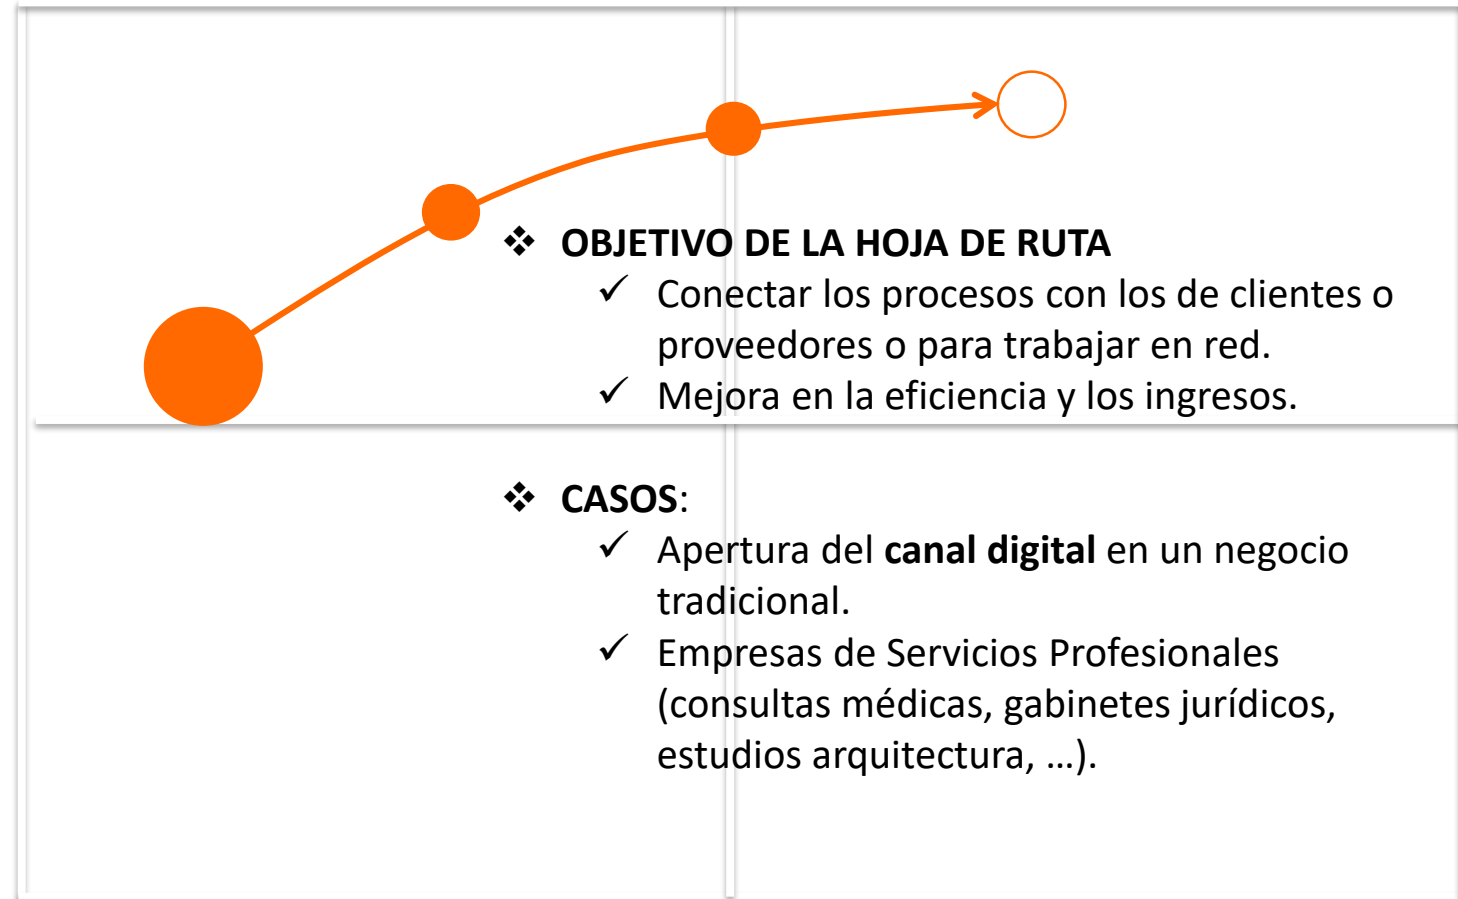 ❖ OBJETIVO DE LA HOJA DE RUTA
✓ Conectar los procesos con los de clientes o
proveedores o para trabajar en red.
✓ Mejora en la eficiencia y los ingresos.
❖ CASOS:
✓ Apertura del canal digital en un negocio
tradicional.
✓ Empresas de Servicios Profesionales
(consultas médicas, gabinetes jurídicos,
estudios arquitectura, …).